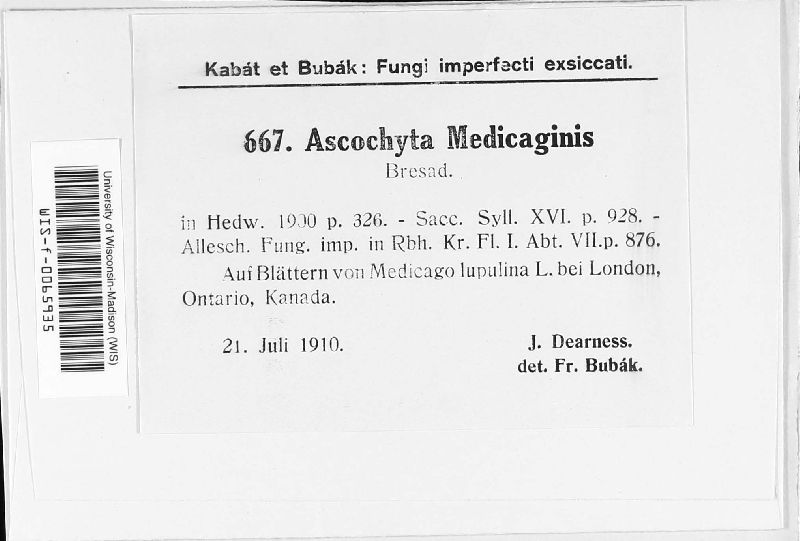 Kabát et Bubák: Fungi imperfecti exsiccati.
667. Ascochyta Medicaginis
Bresad.
in Hedw. 1900 p. 326. - Sacc. Syll. XVI. p. 928. -
Allesch. Fung. imp. in Rbh. Kr. Fl. I. Abt. VII. p. 876.
Auf Blättern von Medicago lupulina L. bei London,
Ontario, Kanada.
21. Juli 1910.
J. Dearness.
det. Fr. Bubák.
University of Wisconsin-Madison (WIS)
WIS-f-0095935